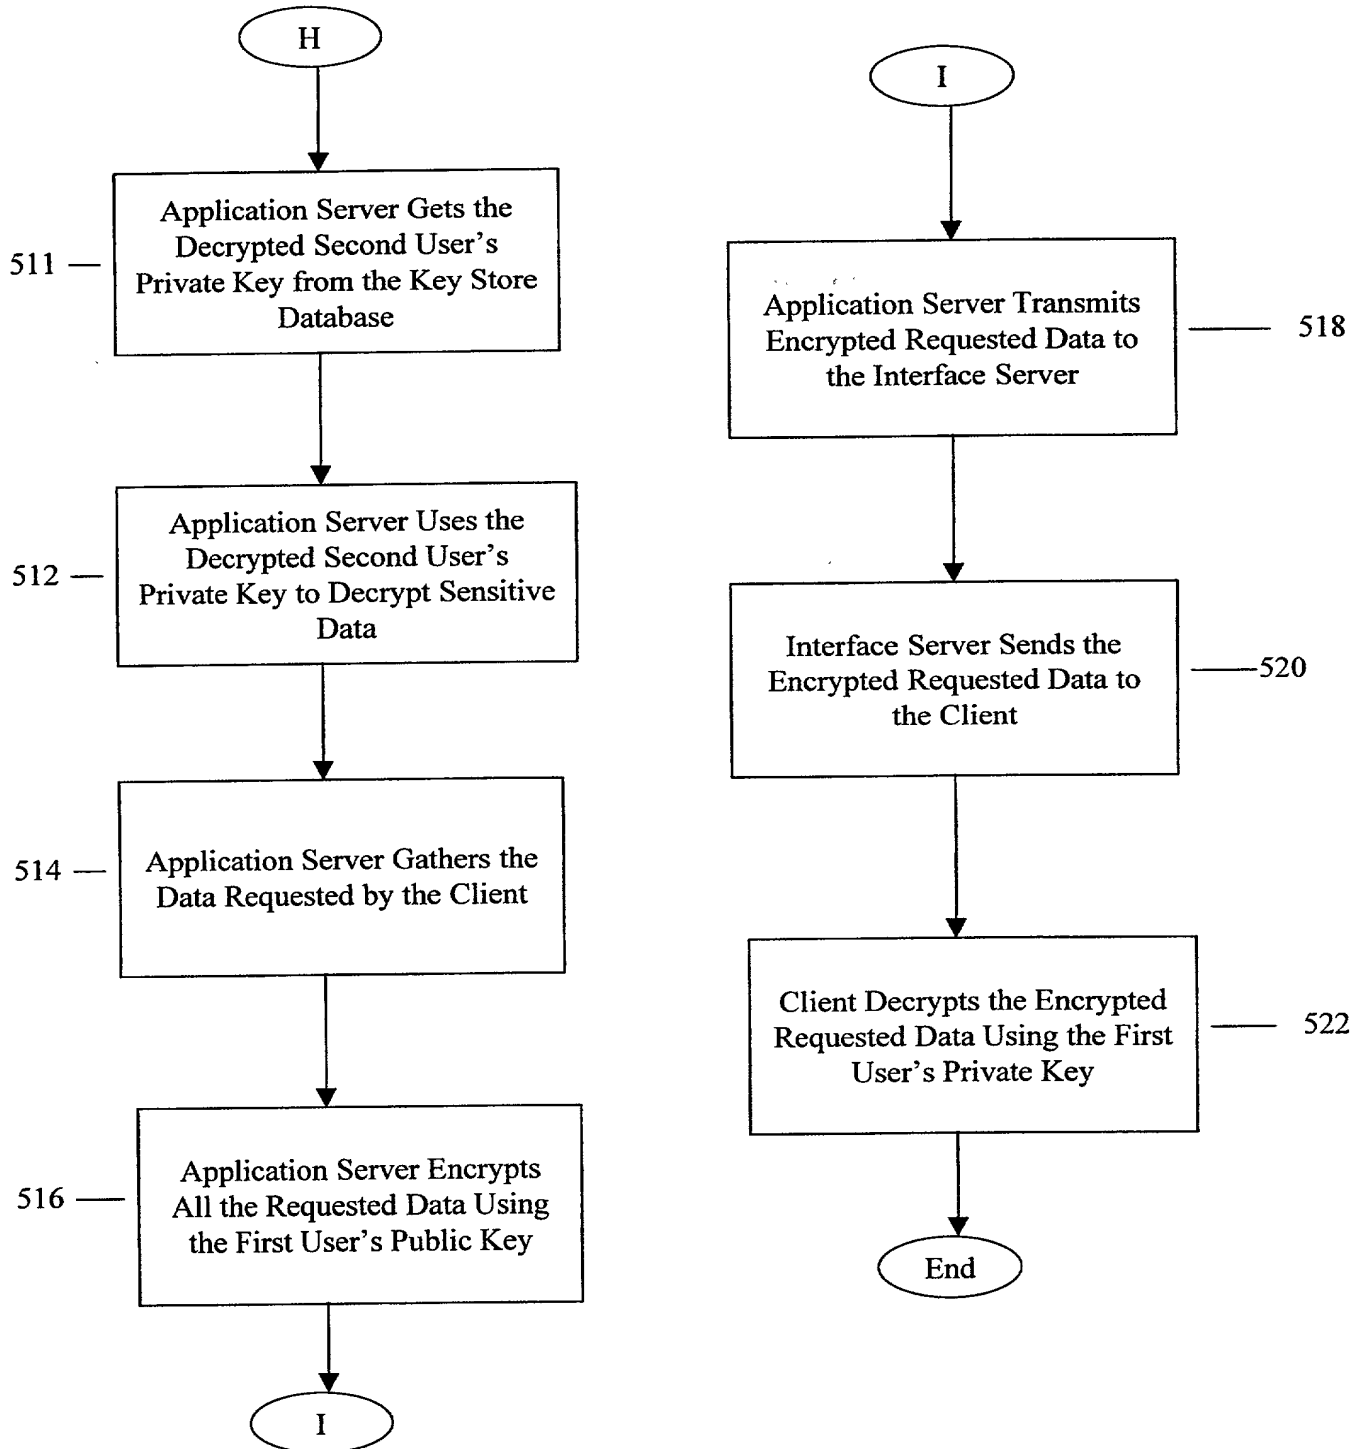 H
511
Application Server Gets the
Decrypted Second User's
Private Key from the Key Store
Database
512
Application Server Uses the
Decrypted Second User's
Private Key to Decrypt Sensitive
Data
514
Application Server Gathers the
Data Requested by the Client
516
Application Server Encrypts
All the Requested Data Using
the First User's Public Key
I
I
Application Server Transmits
Encrypted Requested Data to
the Interface Server
518
Interface Server Sends the
Encrypted Requested Data to
the Client
520
Client Decrypts the Encrypted
Requested Data Using the First
User's Private Key
522
End